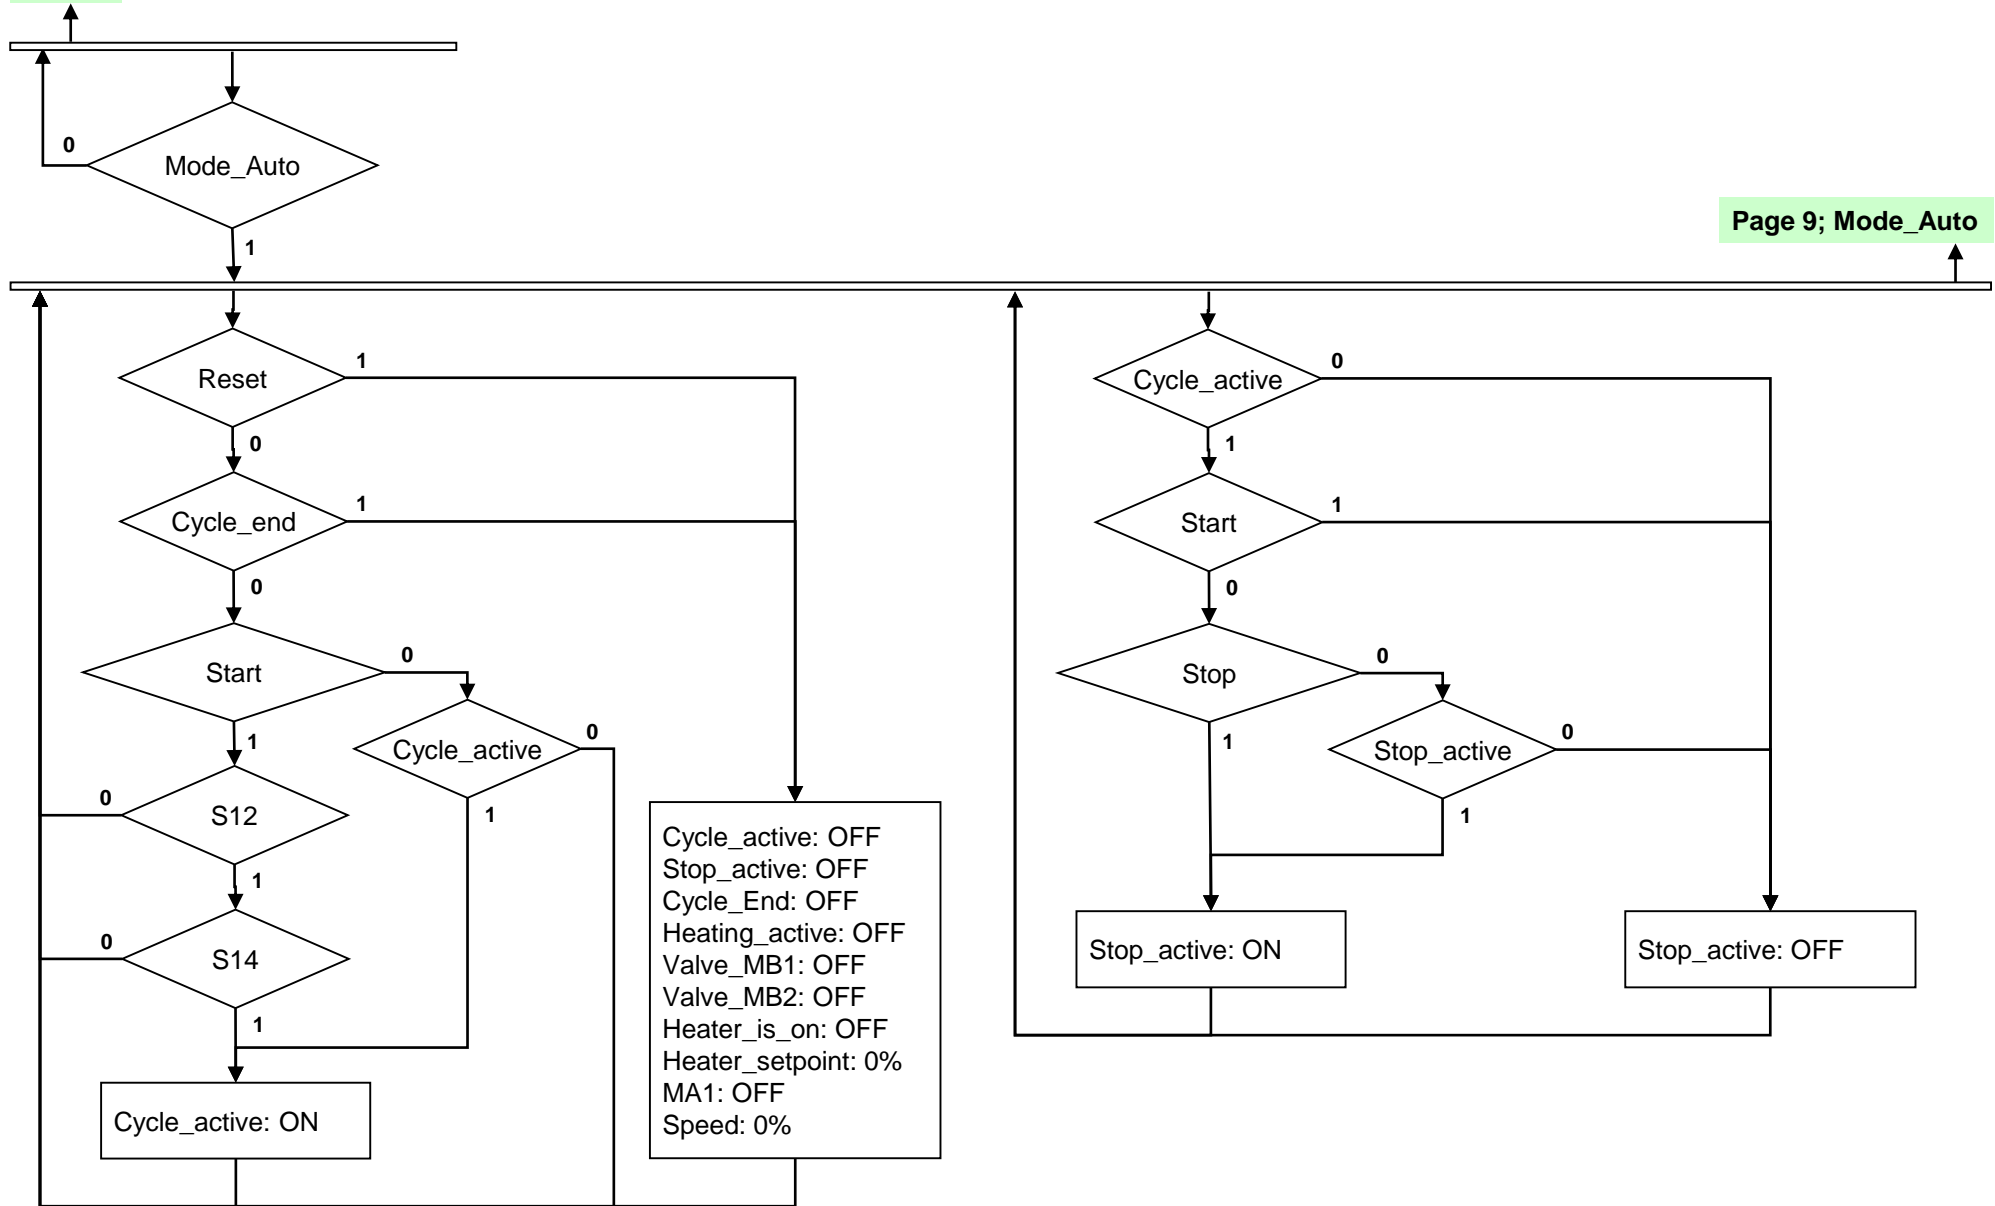 0
Mode_Auto
1
Page 9; Mode_Auto
Reset
1
0
Cycle_end
1
0
Start
0
1
Cycle_active
0
1
S12
0
1
S14
0
1
Cycle_active: ON
Cycle_active: OFF
Stop_active: OFF
Cycle_End: OFF
Heating_active: OFF
Valve_MB1: OFF
Valve_MB2: OFF
Heater_is_on: OFF
Heater_setpoint: 0%
MA1: OFF
Speed: 0%
Cycle_active
0
1
Start
1
0
Stop
0
1
Stop_active
0
1
Stop_active: ON
Stop_active: OFF